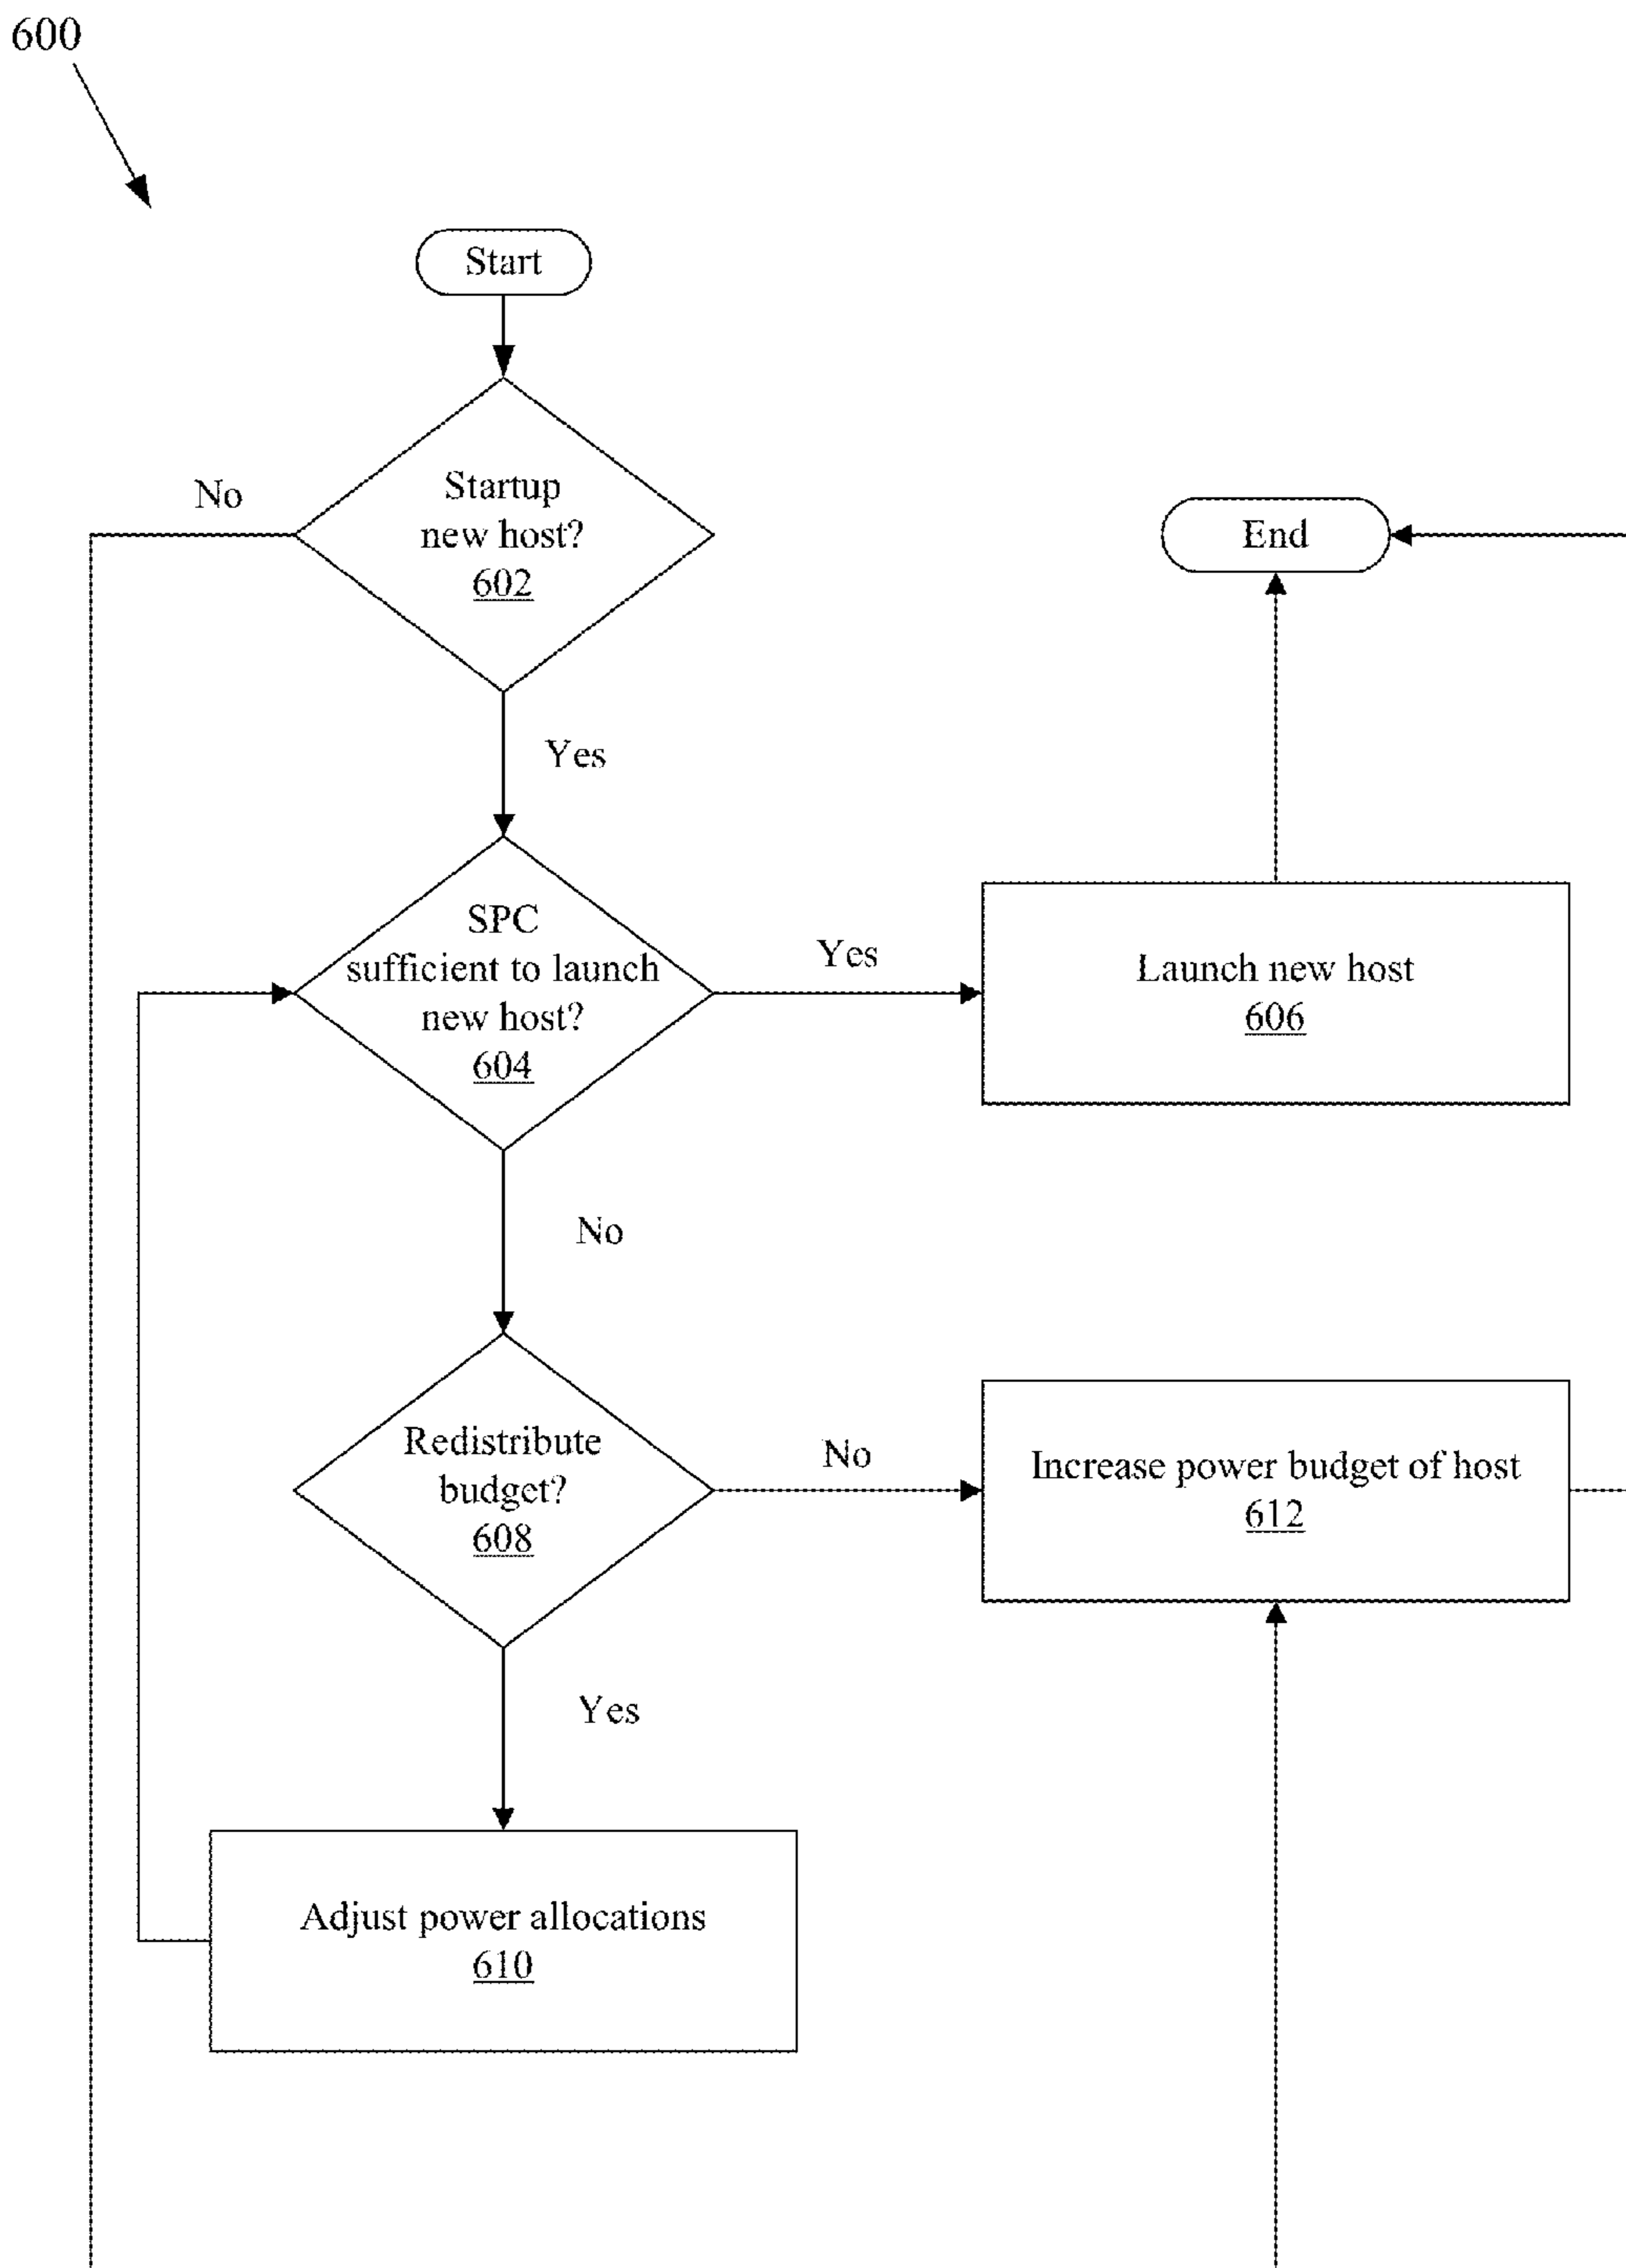 600
Start
Startup
new host?
602
No
End
Yes
SPC
sufficient to launch
new host?
604
Yes
Launch new host
606
No
Redistribute
budget?
608
No
Increase power budget of host
612
Yes
Adjust power allocations
610